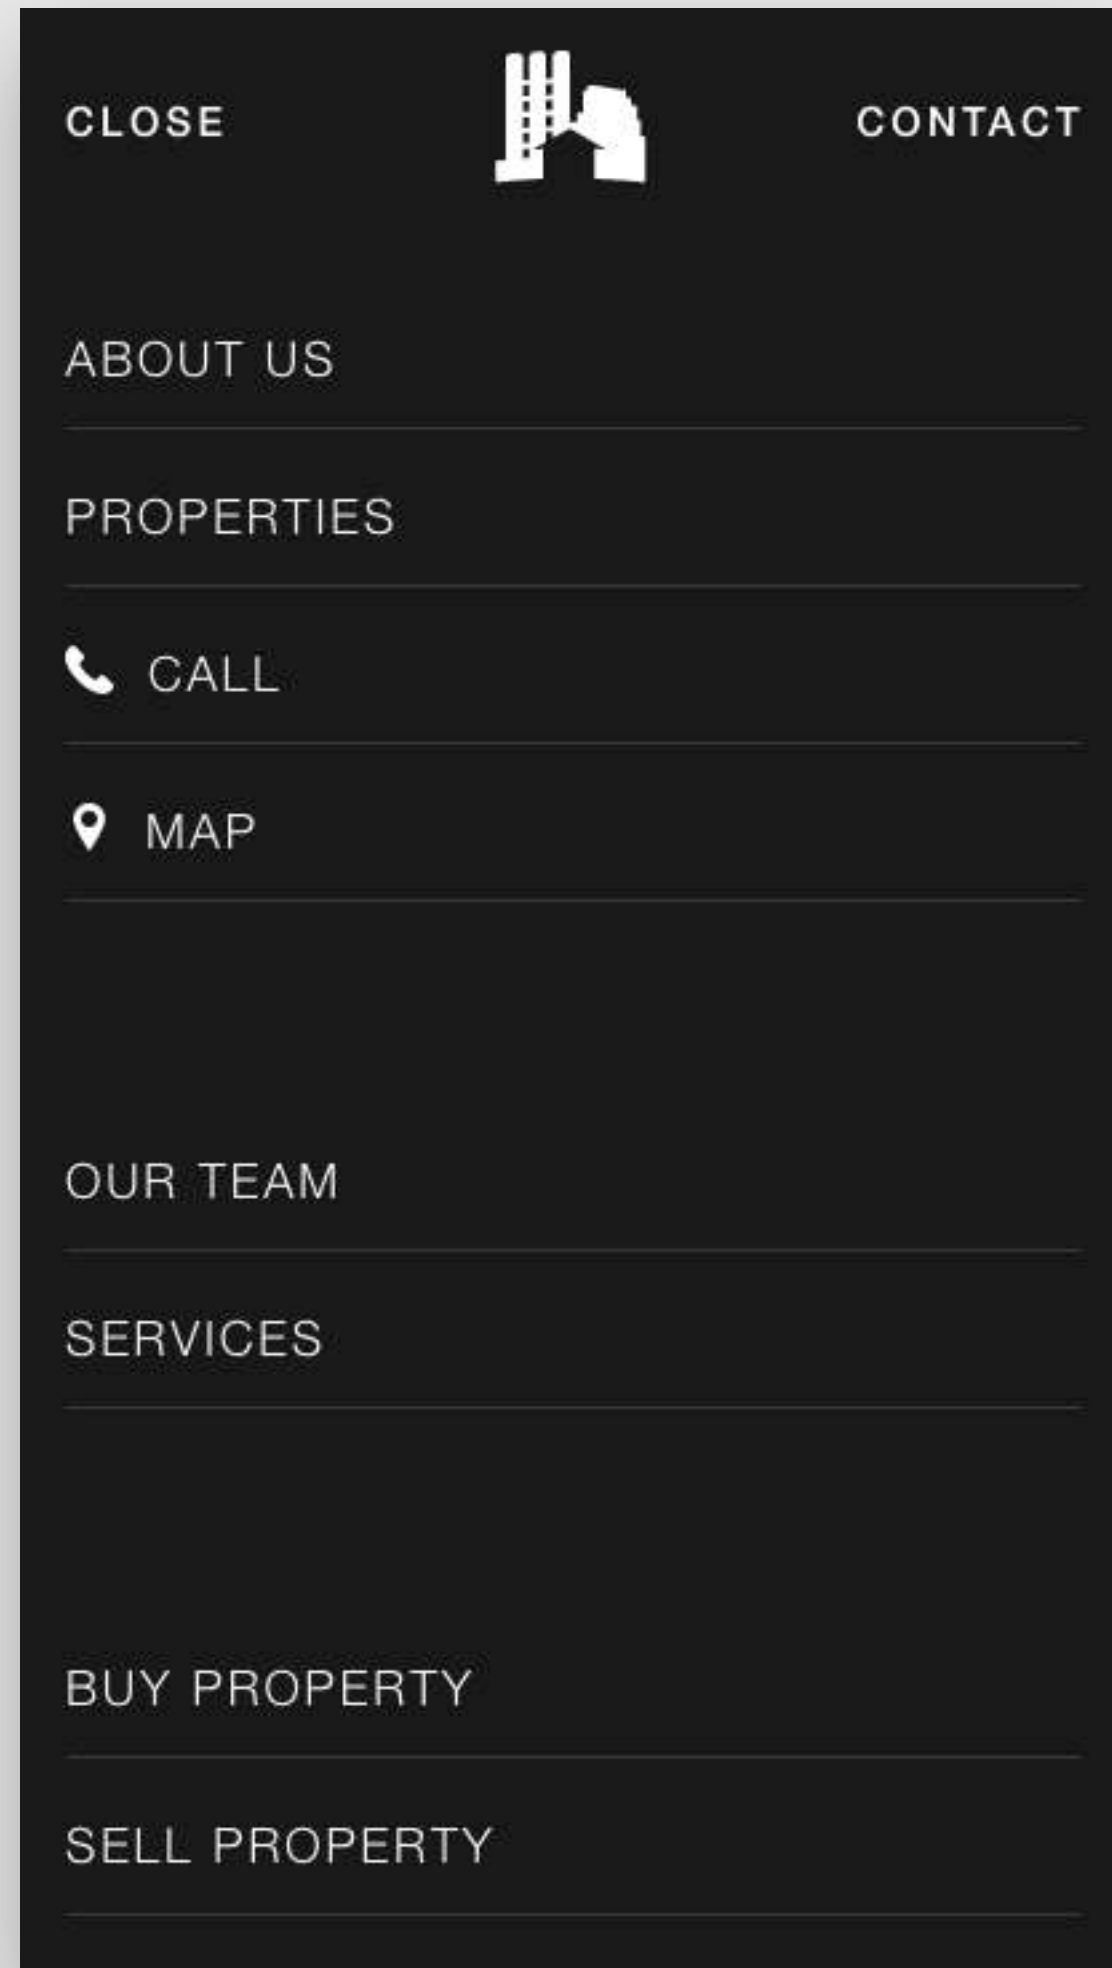 CLOSE
CONTACT
ABOUT US
PROPERTIES
CALL
MAP
OUR TEAM
SERVICES
BUY PROPERTY
SELL PROPERTY